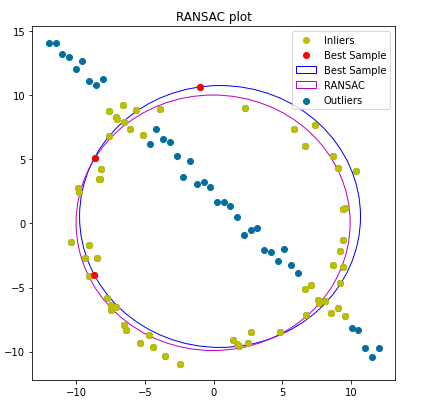 RANSAC plot
Inliers
Best Sample
Best Sample
RANSAC
Outliers
15
10
5
0
−5
−10
−10
−5
0
5
10